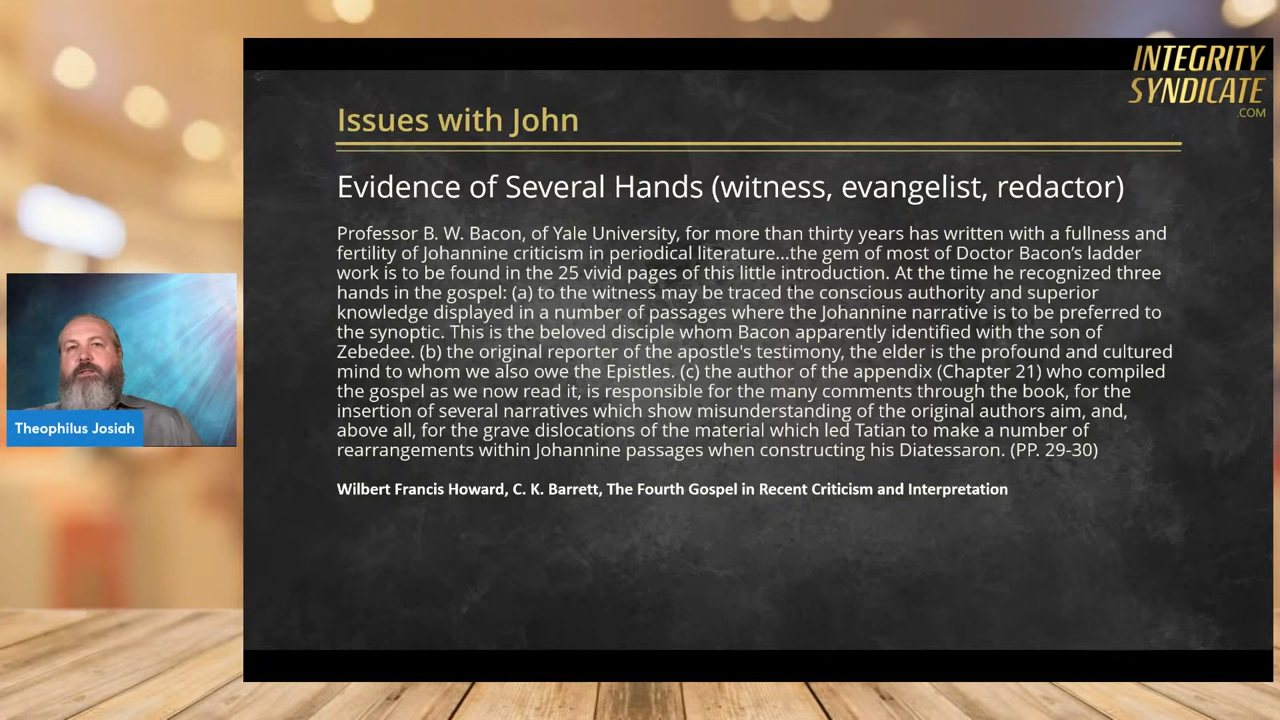 INTEGRITY
SYNDICATE
.COM
Issues with John
Evidence of Several Hands (witness, evangelist, redactor)
Professor B. W. Bacon, of Yale University, for more than thirty years has written with a fullness and
fertility of Johannine criticism in periodical literature...the gem of most of Doctor Bacon's ladder
work is to be found in the 25 vivid pages of this little introduction. At the time he recognized three
hands in the gospel: (a) to the witness may be traced the conscious authority and superior
knowledge displayed in a number of passages where the Johannine narrative is to be preferred to
the synoptic. This is the beloved disciple whom Bacon apparently identified with the son of
Zebedee. (b) the original reporter of the apostle's testimony, the elder is the profound and cultured
mind to whom we also owe the Epistles. (c) the author of the appendix (Chapter 21) who compiled
the gospel as we now read it, is responsible for the many comments through the book, for the
insertion of several narratives which show misunderstanding of the original authors aim, and,
above all, for the grave dislocations of the material which led Tatian to make a number of
rearrangements within Johannine passages when constructing his Diatessaron. (PP. 29-30)
Wilbert Francis Howard, C. K. Barrett, The Fourth Gospel in Recent Criticism and Interpretation
Theophilus Josiah